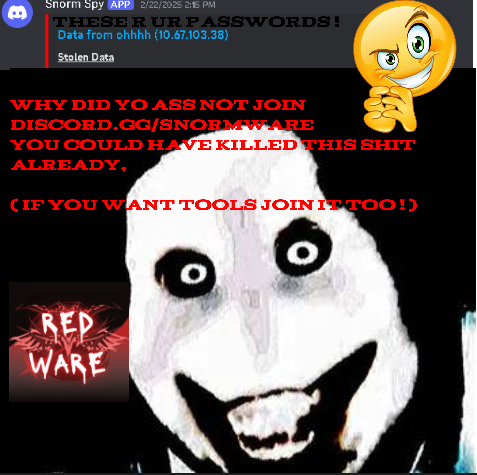 Snorm Spy APP 2/22/2025 2:15 PM
THESE R UR PASSWORDS!
Data from ohhhh (10.67.103.38)
Stolen Data
WHY DID YO ASS NOT JOIN
DISCORD.GG/SNORMWARE
YOU COULD HAVE KILLED THIS SHIT
ALREADY,
( IF YOU WANT TOOLS JOIN IT TOO!)
RED
WARE